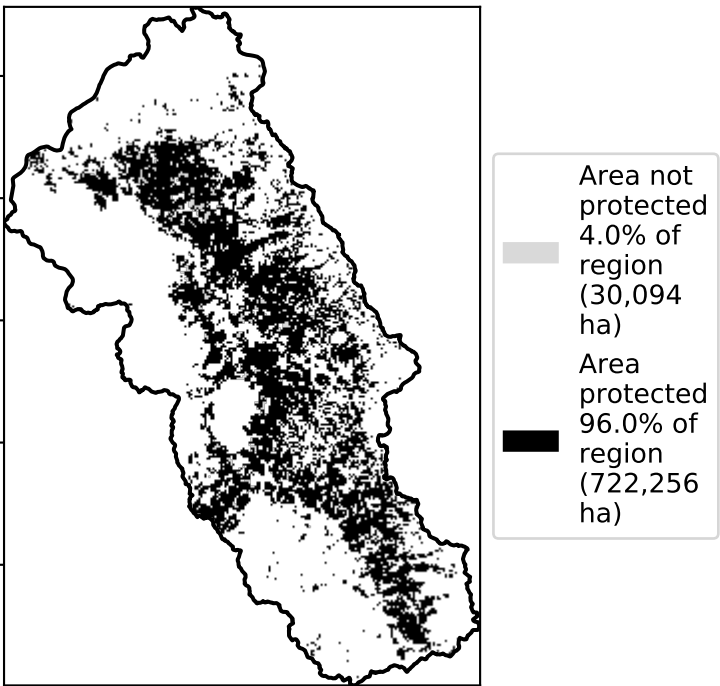 Area not
protected
4.0% of
region
(30,094
ha)
Area
protected
96.0% of
region
(722,256
ha)